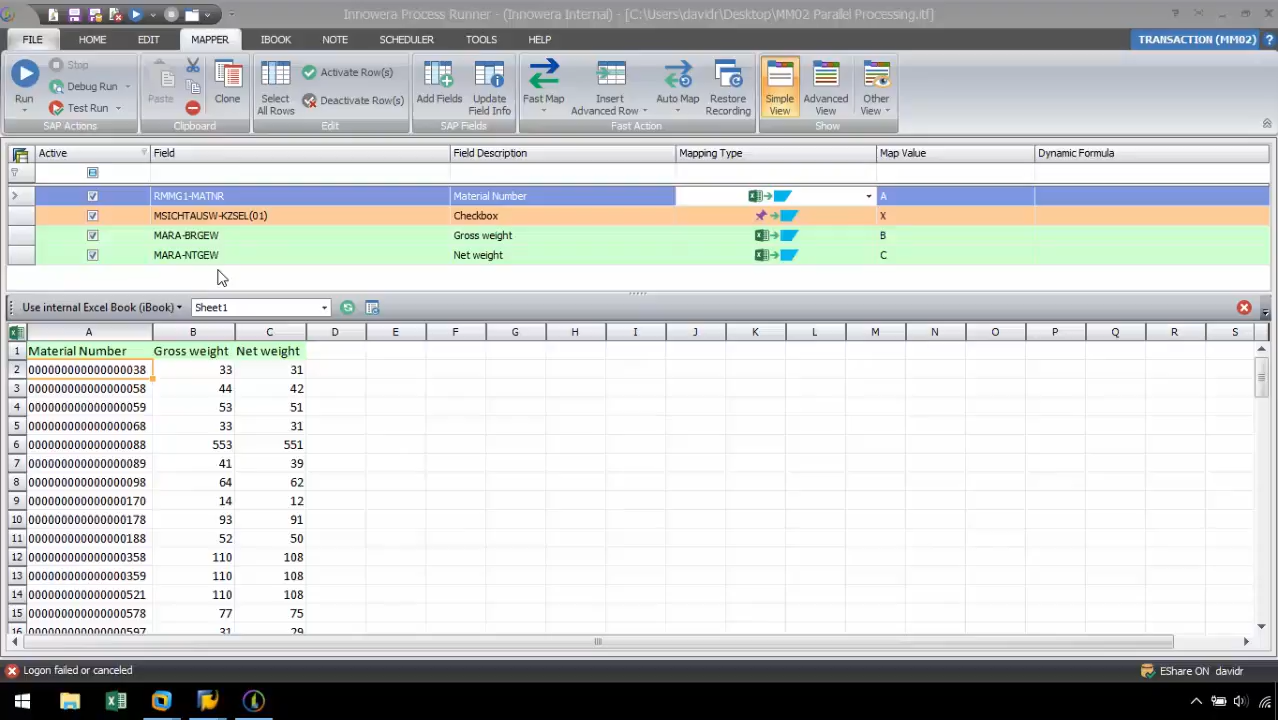 Innowera Process Runner - (Innowera Internal) - [C:\Users\davidr\Desktop\MM02 Parallel Processing.itf]
FILE HOME EDIT MAPPER IBOOK NOTE SCHEDULER TOOLS HELP TRANSACTION (MM02)
Run Stop Debug Run Test Run SAP Actions
Paste Clone Clipboard
Select All Rows Activate Row(s) Deactivate Row(s) Edit
Add Fields Update Field Info SAP Fields
Fast Map Insert Advanced Row Auto Map Restore Recording Fast Action
Simple View Advanced View Other View Show
Active Field Field Description Mapping Type Map Value Dynamic Formula
RMMG1-MATNR Material Number A
MSICHTAUSW-KZSEL(01) Checkbox X
MARA-BRGEW Gross weight B
MARA-NTGEW Net weight C
Use internal Excel Book (iBook) Sheet1
A B C D E F G H I J K L M N O P Q R S
1 Material Number Gross weight Net weight
2 000000000000000038 33 31
3 000000000000000058 44 42
4 000000000000000059 53 51
5 000000000000000068 33 31
6 000000000000000088 553 551
7 000000000000000089 41 39
8 000000000000000098 64 62
9 000000000000000170 14 12
10 000000000000000178 93 91
11 000000000000000188 52 50
12 000000000000000358 110 108
13 000000000000000359 110 108
14 000000000000000521 110 108
15 000000000000000578 77 75
16 000000000000000597 31 29
Logon failed or canceled EShare ON davidr